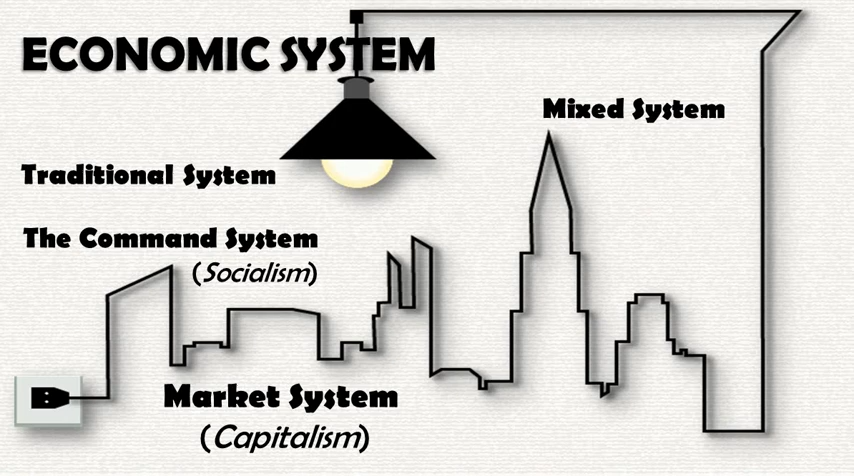 ECONOMIC SYSTEM
Mixed System
Traditional System
The Command System
(Socialism)
Market System
(Capitalism)